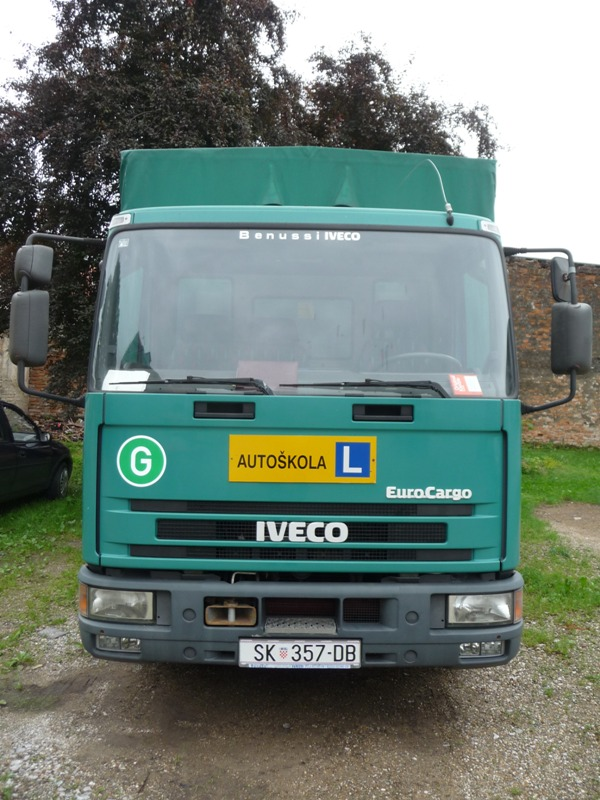 Benussi IVECO
G
AUTOŠKOLA L
EuroCargo
IVECO
SK 357-DB